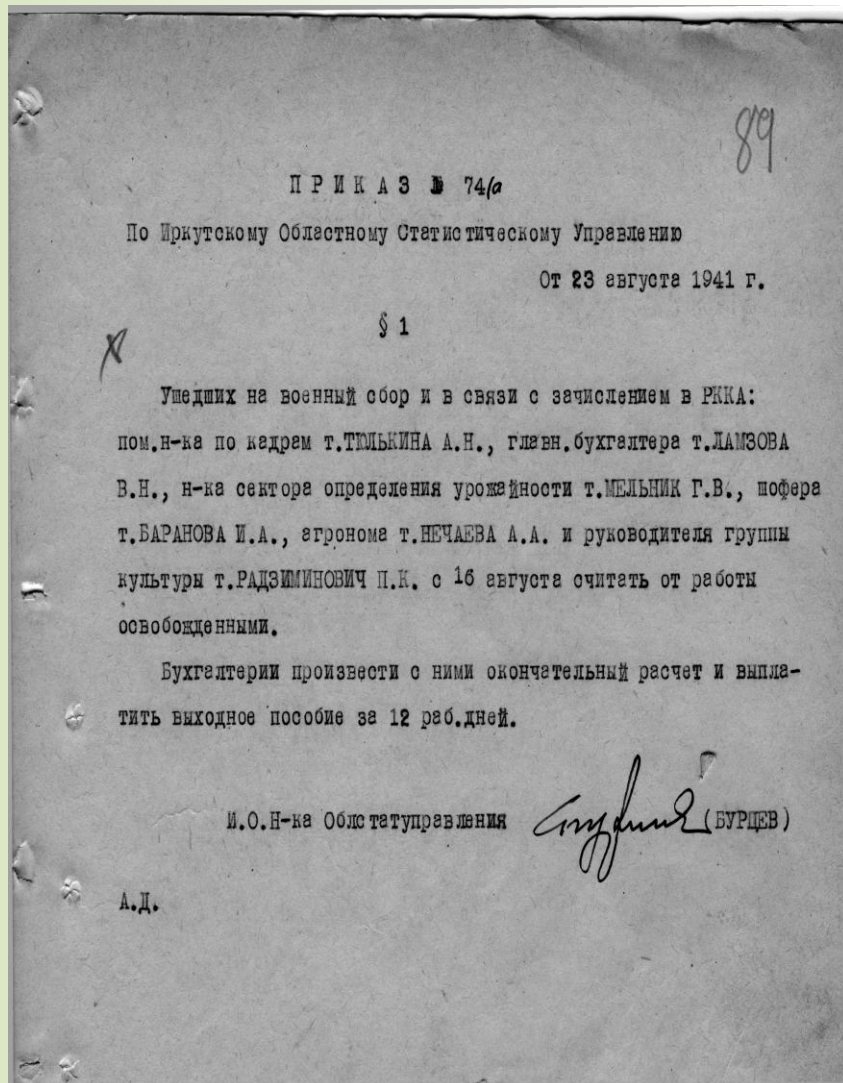 89
ПРИКАЗ № 74/а
По Иркутскому Областному Статистическому Управлению
От 23 августа 1941 г.
§ 1
Ушедших на военный сбор и в связи с зачислением в РККА:
пом.н-ка по кадрам т.ТЮЛЬКИНА А.Н., главн.бухгалтера т.ЛАМЗОВА
В.Н., н-ка сектора определения урожайности т.МЕЛЬНИК Г.В., шофера
т.БАРАНОВА И.А., агронома т.НЕЧАЕВА А.А. и руководителя группы
культуры т.РАДЗИМИНОВИЧ П.К. с 16 августа считать от работы
освобожденными.
Бухгалтерии произвести с ними окончательный расчет и выпла-
тить выходное пособие за 12 раб.дней.
И.О.Н-ка Облстатуправления (БУРЦЕВ)
А.Д.